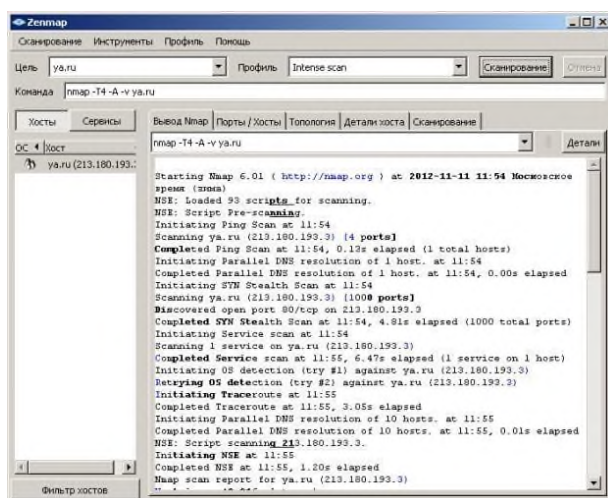 Zenmap
Сканирование Инструменты Профиль Помощь
Цель: ya.ru Профиль: Intense scan Сканирование Отмена
Команда: nmap -T4 -A -v ya.ru
Хосты Сервисы Вывод Nmap Порты / Хосты Топология Детали хоста Сканирование
ОС Хост nmap -T4 -A -v ya.ru Детали
ya.ru (213.180.193.
Starting Nmap 6.01 ( http://nmap.org ) at 2012-11-11 11:54 Московское
время (зима)
NSE: Loaded 93 scripts for scanning.
NSE: Script Pre-scanning.
Initiating Ping Scan at 11:54
Scanning ya.ru (213.180.193.3) [4 ports]
Completed Ping Scan at 11:54, 0.13s elapsed (1 total hosts)
Initiating Parallel DNS resolution of 1 host. at 11:54
Completed Parallel DNS resolution of 1 host. at 11:54, 0.00s elapsed
Initiating SYN Stealth Scan at 11:54
Scanning ya.ru (213.180.193.3) [1000 ports]
Discovered open port 80/tcp on 213.180.193.3
Completed SYN Stealth Scan at 11:54, 4.81s elapsed (1000 total ports)
Initiating Service scan at 11:54
Scanning 1 service on ya.ru (213.180.193.3)
Completed Service scan at 11:55, 6.47s elapsed (1 service on 1 host)
Initiating OS detection (try #1) against ya.ru (213.180.193.3)
Retrying OS detection (try #2) against ya.ru (213.180.193.3)
Initiating Traceroute at 11:55
Completed Traceroute at 11:55, 3.05s elapsed
Initiating Parallel DNS resolution of 10 hosts. at 11:55
Completed Parallel DNS resolution of 10 hosts. at 11:55, 0.01s elapsed
NSE: Script scanning 213.180.193.3.
Initiating NSE at 11:55
Completed NSE at 11:55, 1.20s elapsed
Nmap scan report for ya.ru (213.180.193.3)
Фильтр хостов